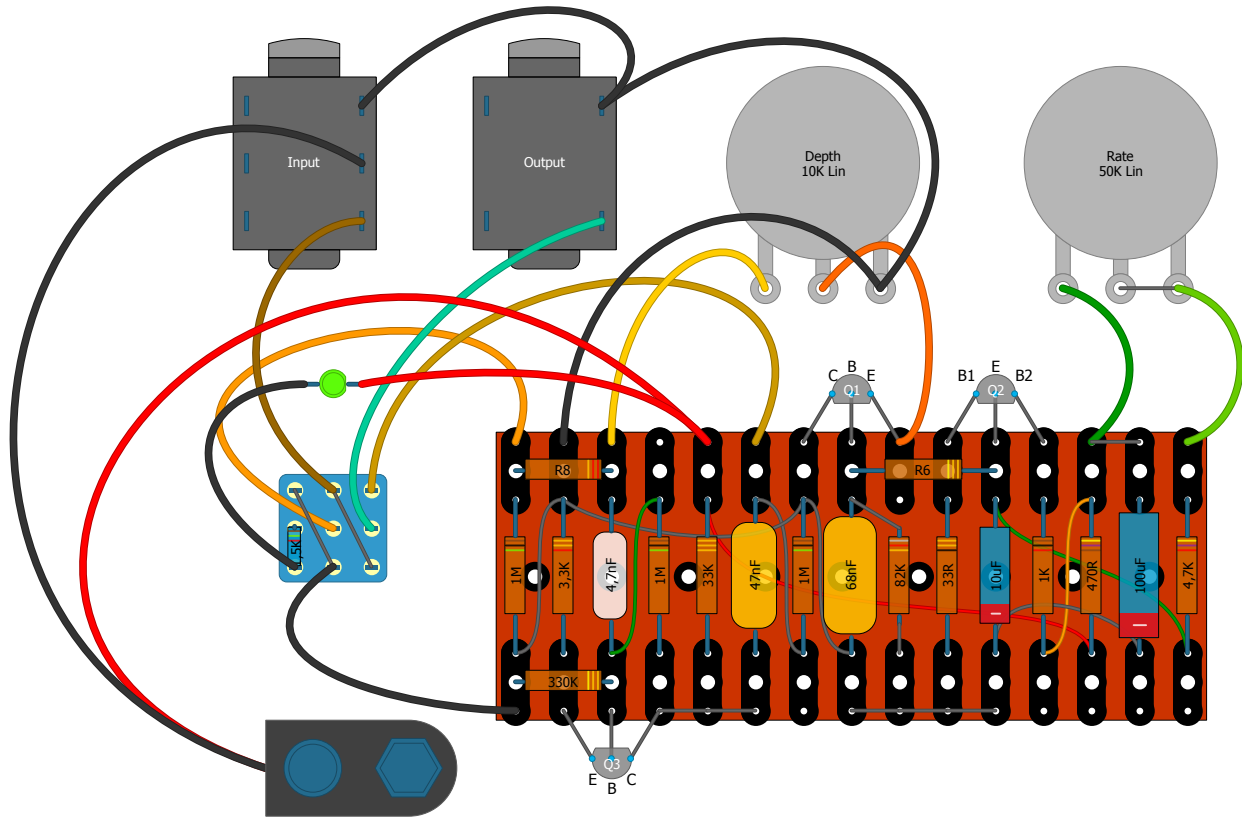 Input
Output
Depth
10K Lin
Rate
50K Lin
C
B
E
Q1
B1
E
B2
Q2
R8
R6
1,5K
1M
3,3K
4,7nF
1M
33K
47nF
1M
68nF
82K
33R
10uF
1K
470R
100uF
4,7K
330K
Q3
E
B
C